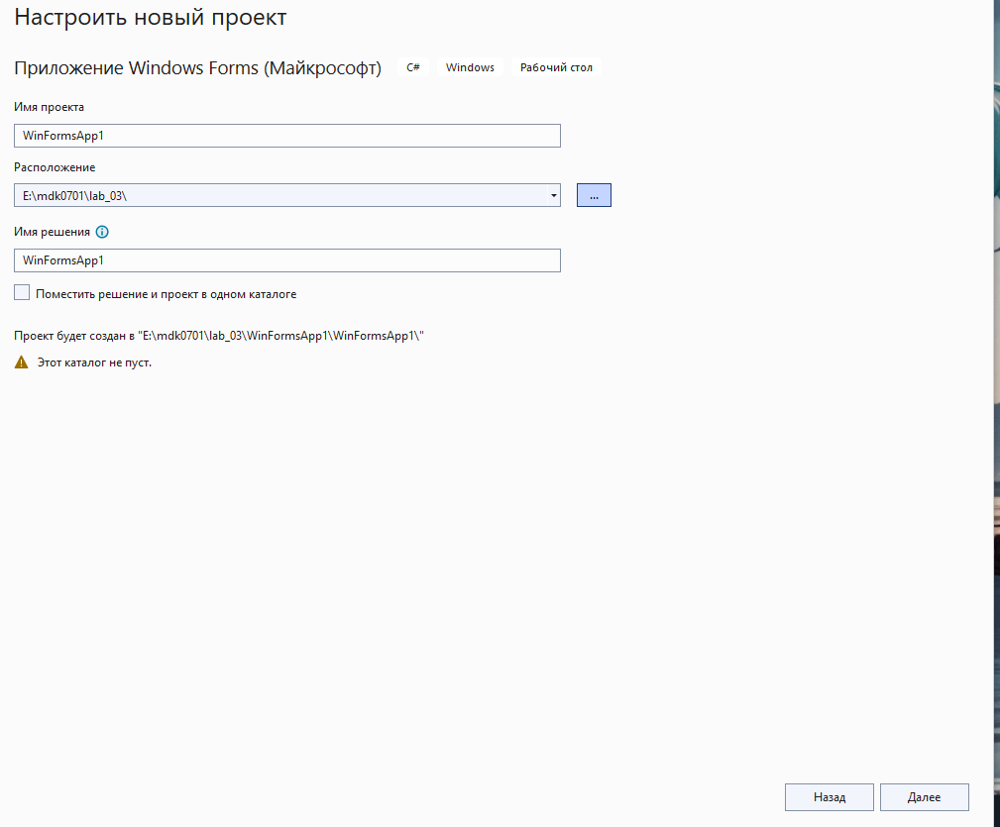 Настроить новый проект
Приложение Windows Forms (Майкрософт) C# Windows Рабочий стол
Имя проекта
WinFormsApp1
Расположение
E:\mdk0701\lab_03\
...
Имя решения
WinFormsApp1
Поместить решение и проект в одном каталоге
Проект будет создан в "E:\mdk0701\lab_03\WinFormsApp1\WinFormsApp1\"
Этот каталог не пуст.
Назад Далее